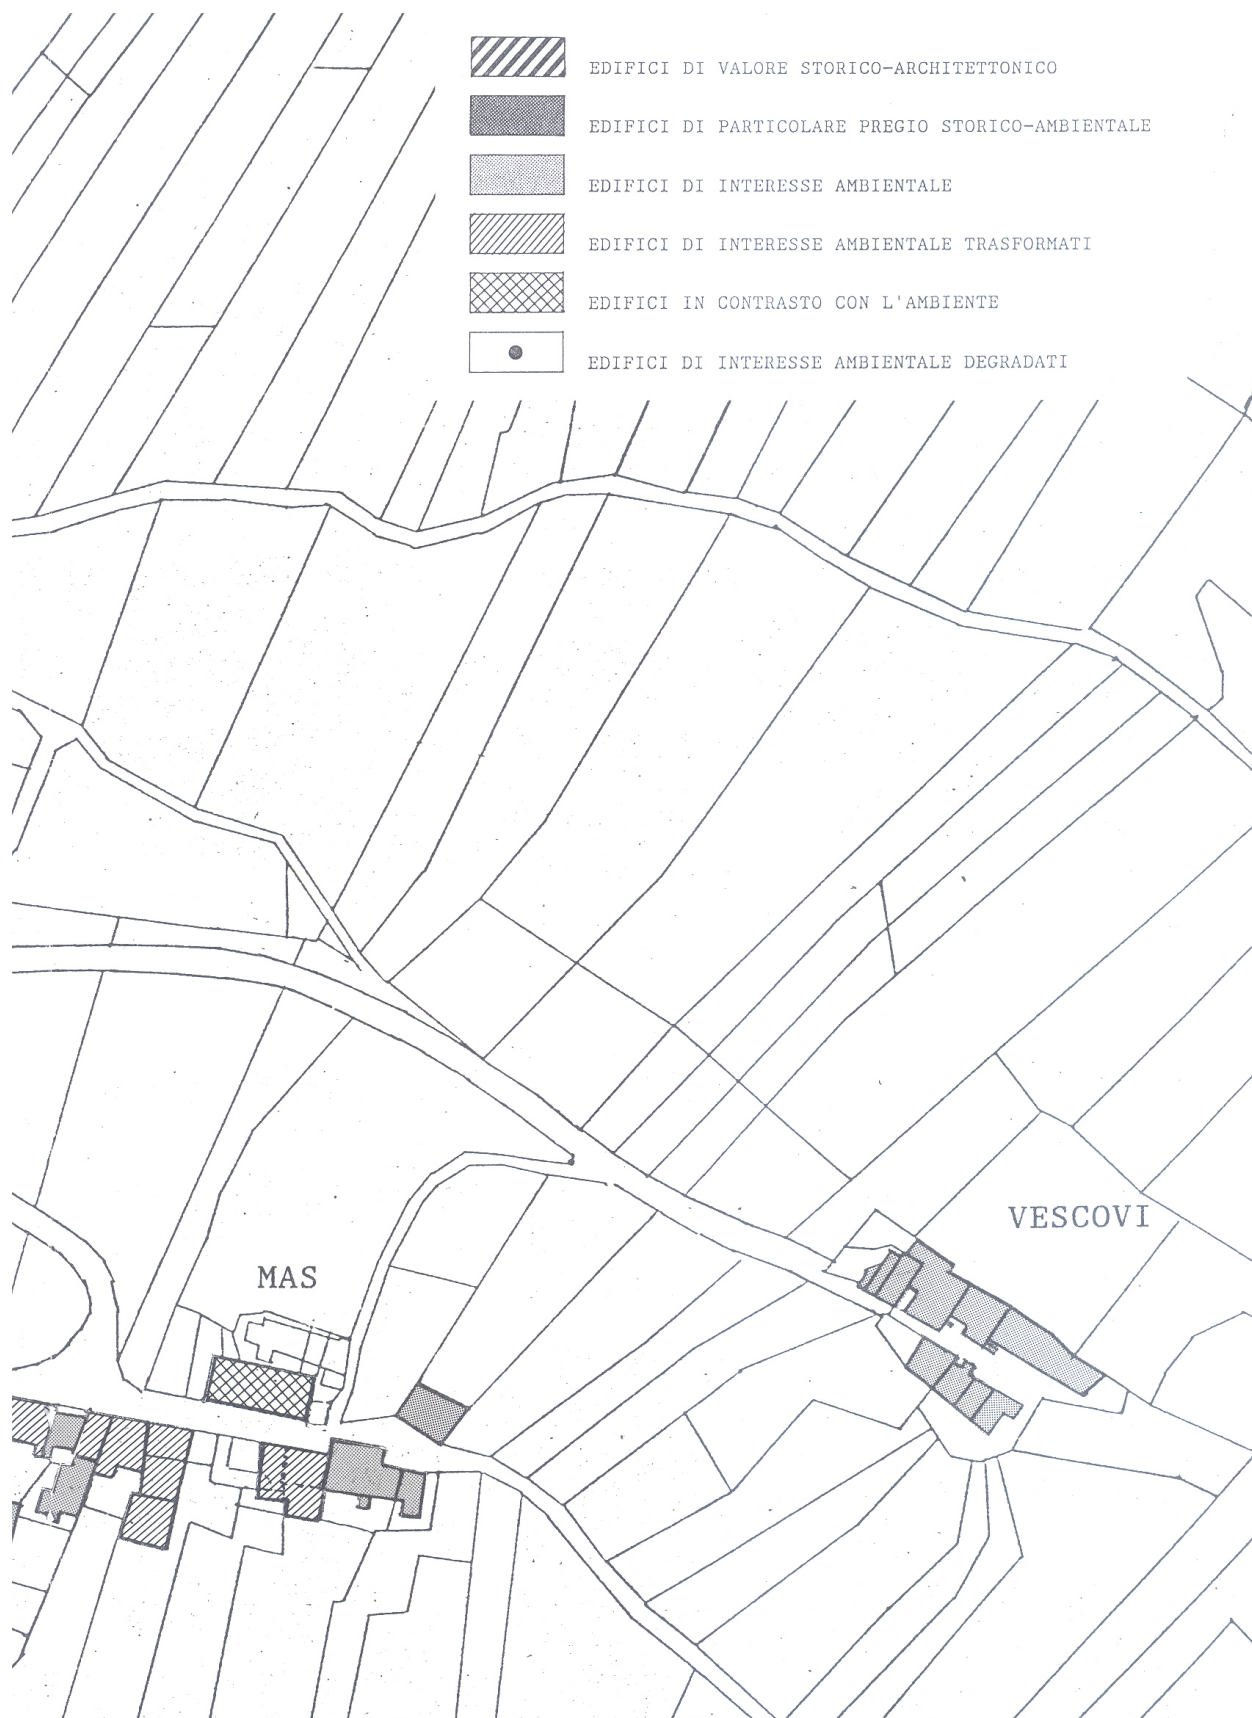 EDIFICI DI VALORE STORICO-ARCHITETTONICO
EDIFICI DI PARTICOLARE PREGIO STORICO-AMBIENTALE
EDIFICI DI INTERESSE AMBIENTALE
EDIFICI DI INTERESSE AMBIENTALE TRASFORMATI
EDIFICI IN CONTRASTO CON L'AMBIENTE
EDIFICI DI INTERESSE AMBIENTALE DEGRADATI
VESCOVI
MAS